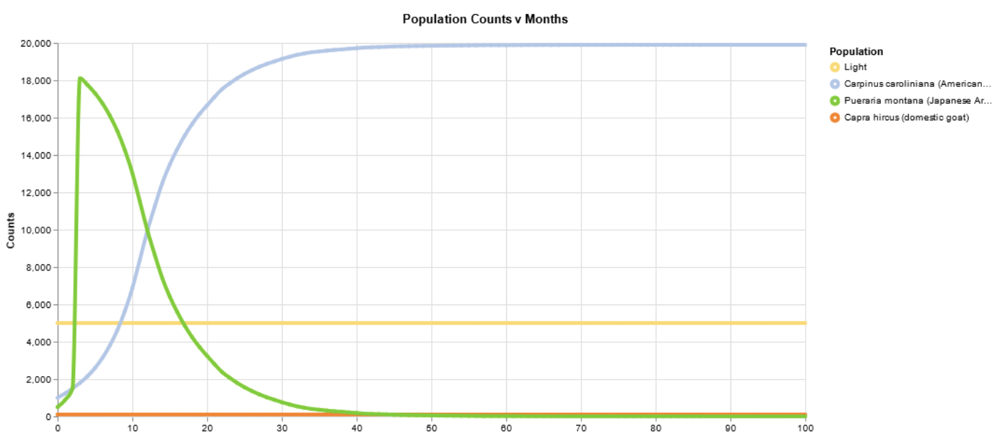 Population Counts v Months
Counts
20,000
18,000
16,000
14,000
12,000
10,000
8,000
6,000
4,000
2,000
0
0 10 20 30 40 50 60 70 80 90 100
Population
Light
Carpinus caroliniana (American...
Pueraria montana (Japanese Ar...
Capra hircus (domestic goat)